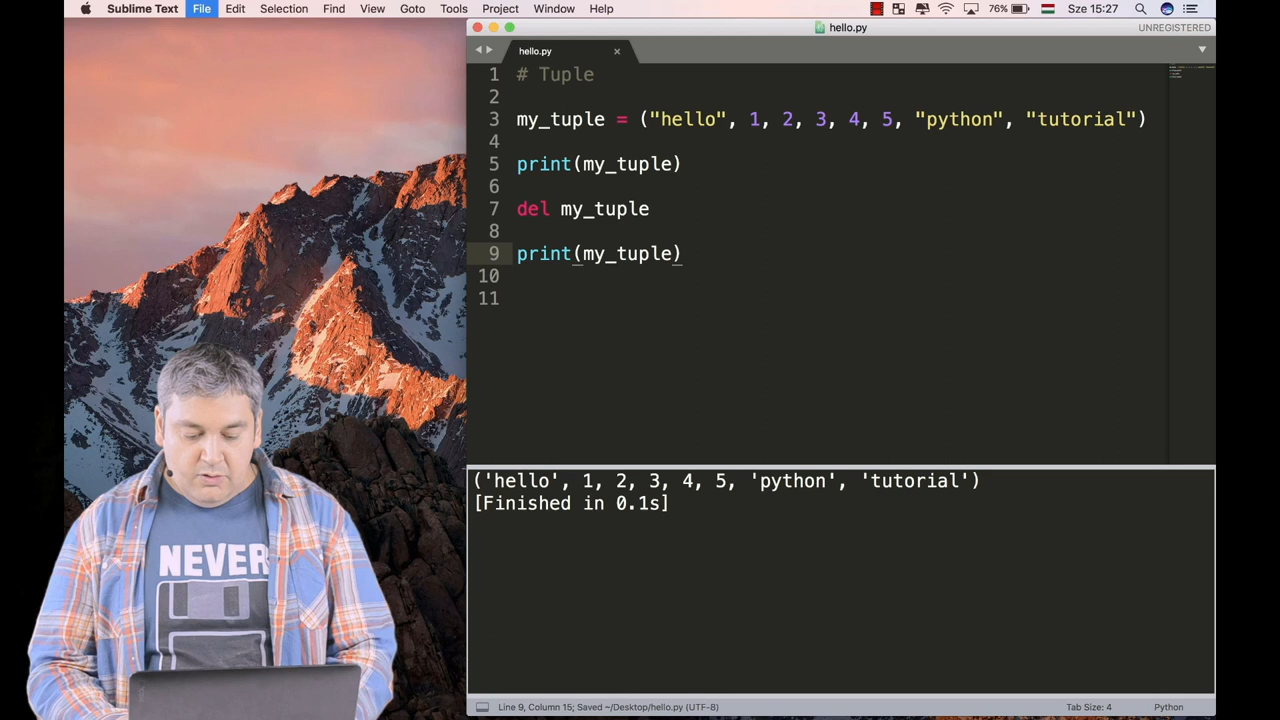 Sublime Text File Edit Selection Find View Goto Tools Project Window Help 76% Sze 15:27
hello.py UNREGISTERED
hello.py ×
1 # Tuple
2
3 my_tuple = ("hello", 1, 2, 3, 4, 5, "python", "tutorial")
4
5 print(my_tuple)
6
7 del my_tuple
8
9 print(my_tuple)
10
11
('hello', 1, 2, 3, 4, 5, 'python', 'tutorial')
[Finished in 0.1s]
NEVER
Line 9, Column 15; Saved ~/Desktop/hello.py (UTF-8) Tab Size: 4 Python